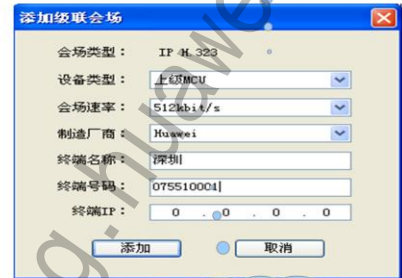 添加级联会场
会场类型： IP H.323
设备类型： 上级MCU
会场速率： 512kbit/s
制造厂商： Huawei
终端名称： 深圳
终端号码： 075510001
终端IP： 0 . 0 . 0 . 0
添加 取消